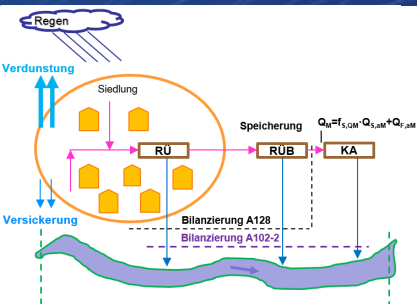 Regen
Verdunstung
Siedlung
Speicherung
Q_M=f_S,QM·Q_S,aM+Q_F,aM
RÜ
RÜB
KA
Versickerung
Bilanzierung A128
Bilanzierung A102-2